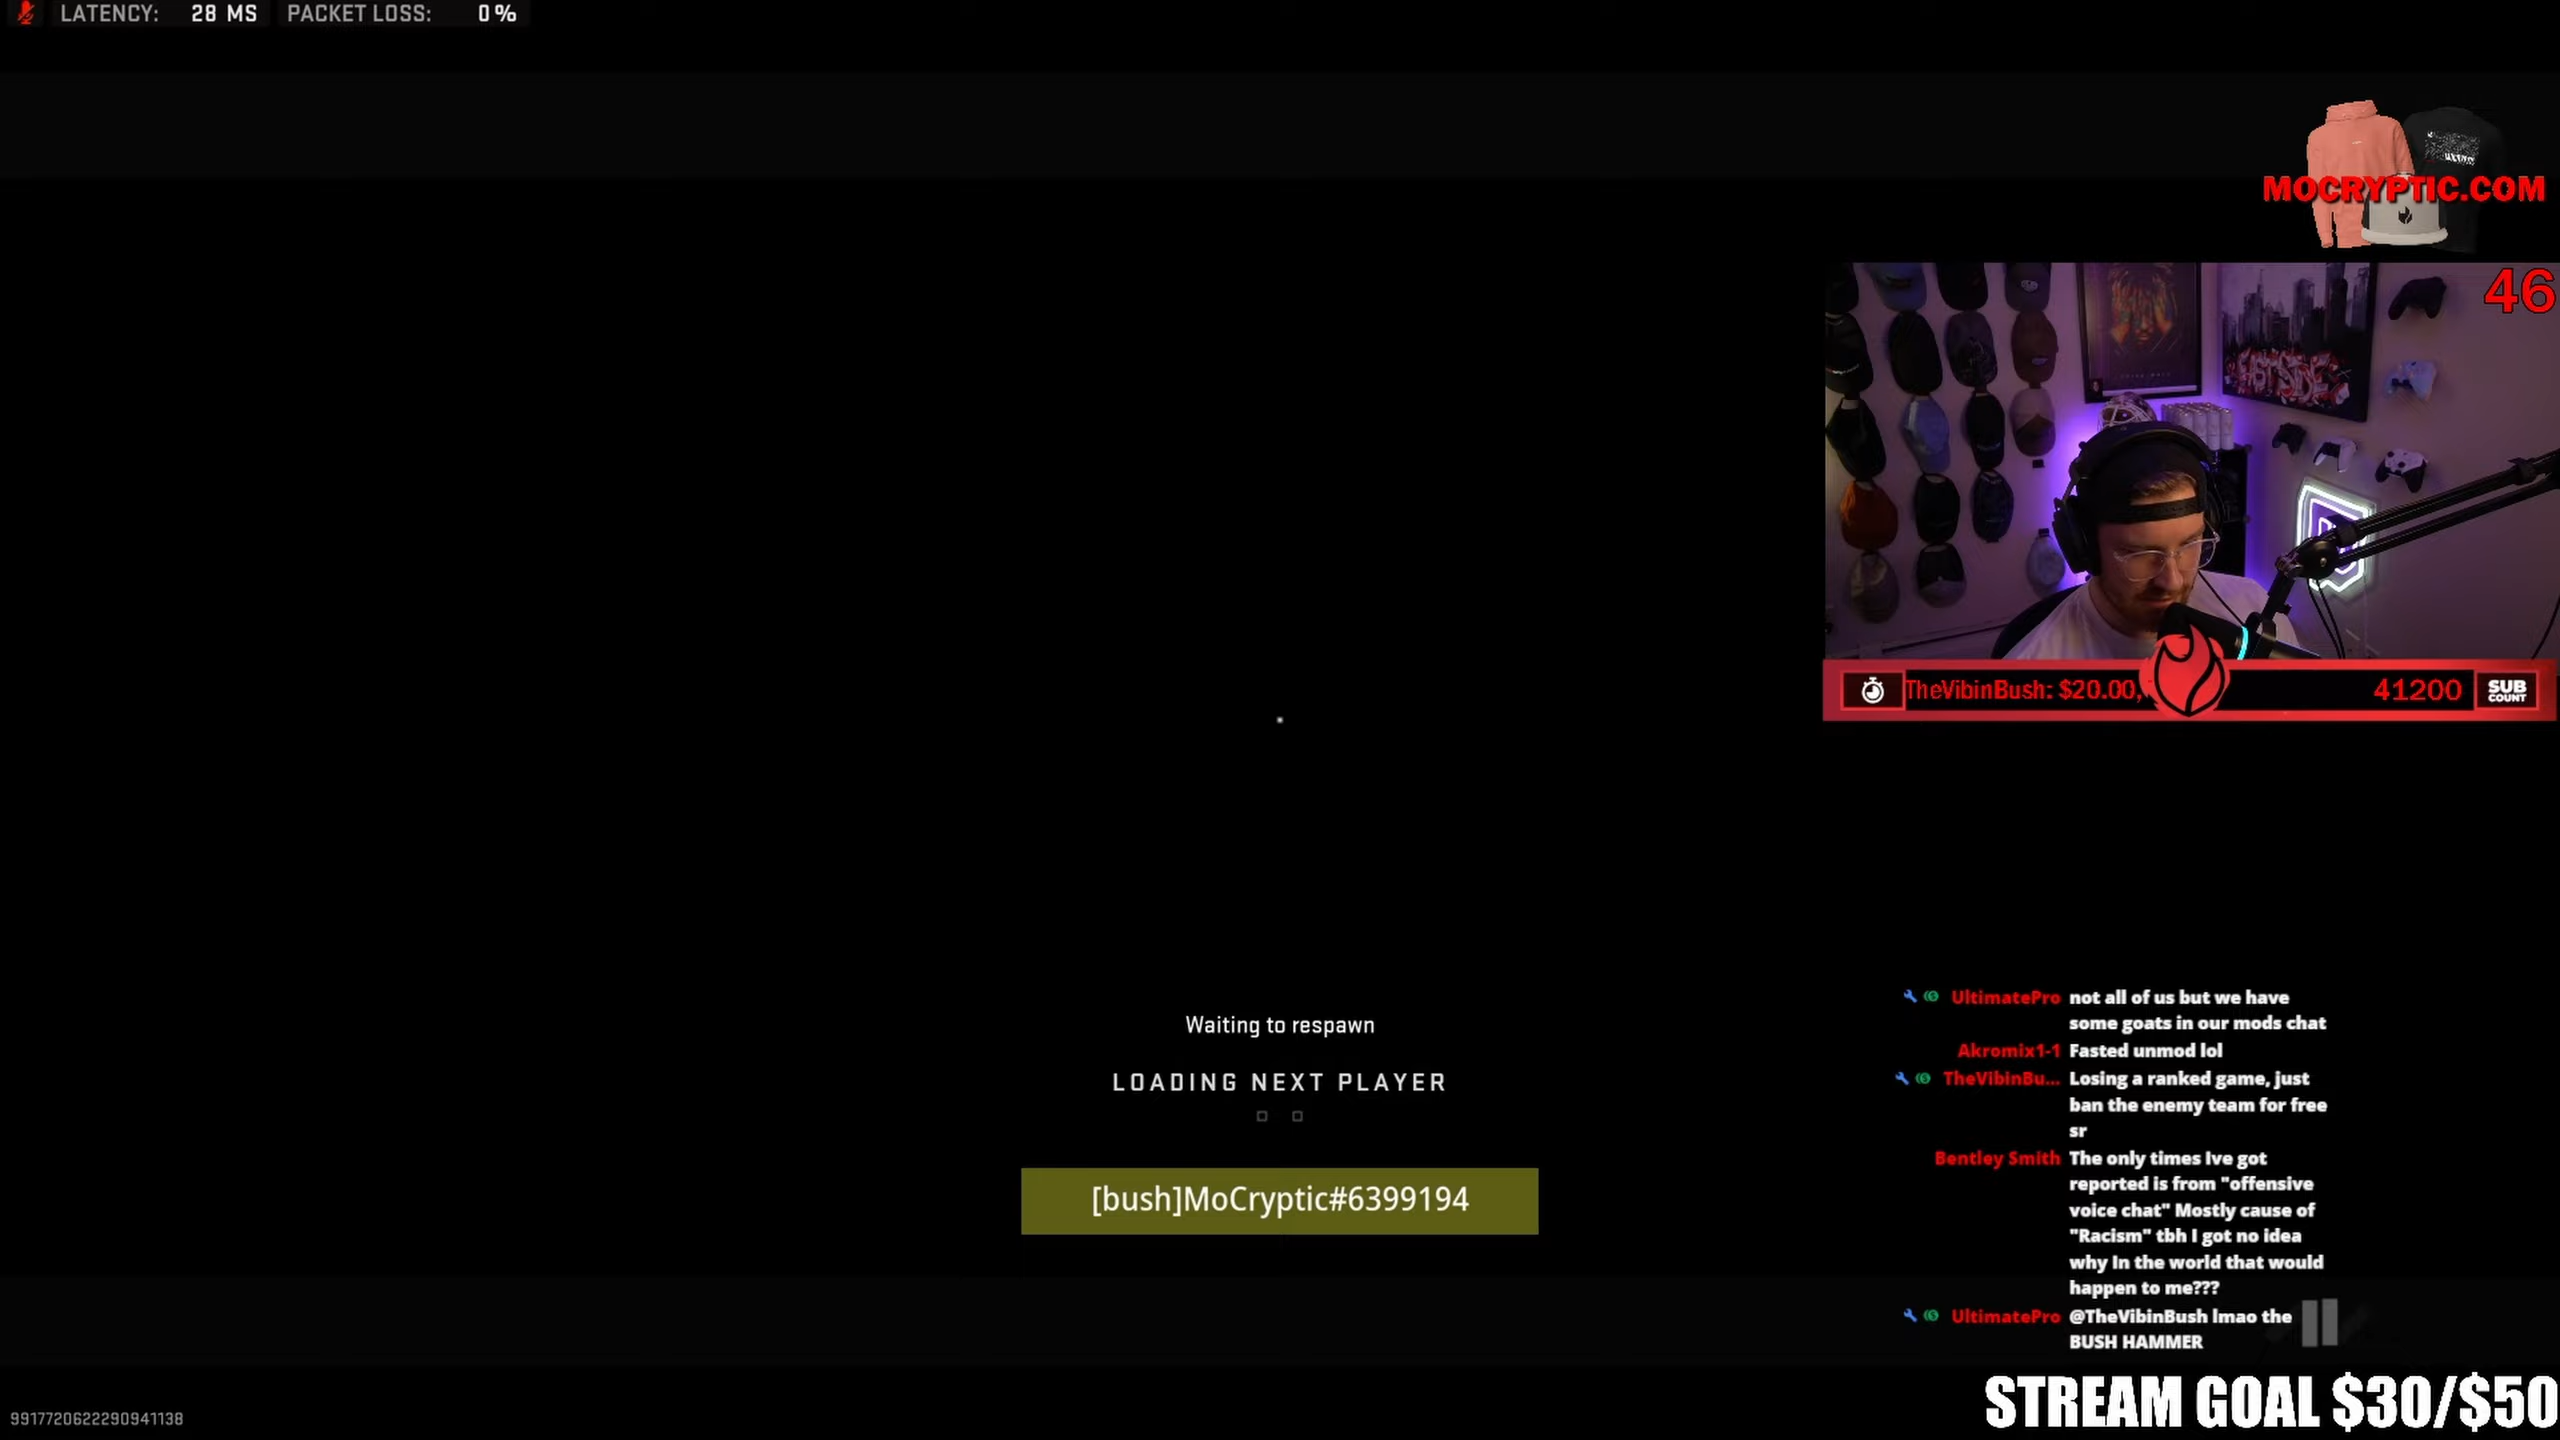 LATENCY: 28 MS PACKET LOSS: 0%
MOCRYPTIC.COM
46
TheVibinBush: $20.00,
41200
SUB
COUNT
Waiting to respawn
LOADING NEXT PLAYER
[bush]MoCryptic#6399194
UltimatePro not all of us but we have
some goats in our mods chat
Akromix1-1 Fasted unmod lol
TheVibinBu... Losing a ranked game, just
ban the enemy team for free
sr
Bentley Smith The only times Ive got
reported is from "offensive
voice chat" Mostly cause of
"Racism" tbh I got no idea
why In the world that would
happen to me???
UltimatePro @TheVibinBush lmao the
BUSH HAMMER
STREAM GOAL $30/$50
9917720622290941138